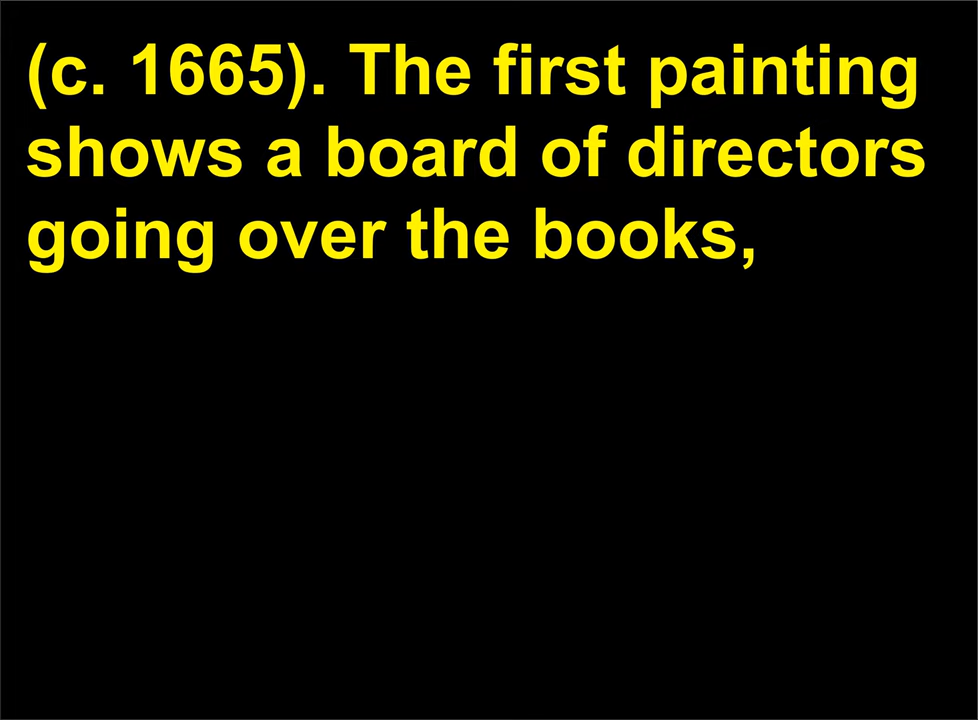 (c. 1665). The first painting
shows a board of directors
going over the books,